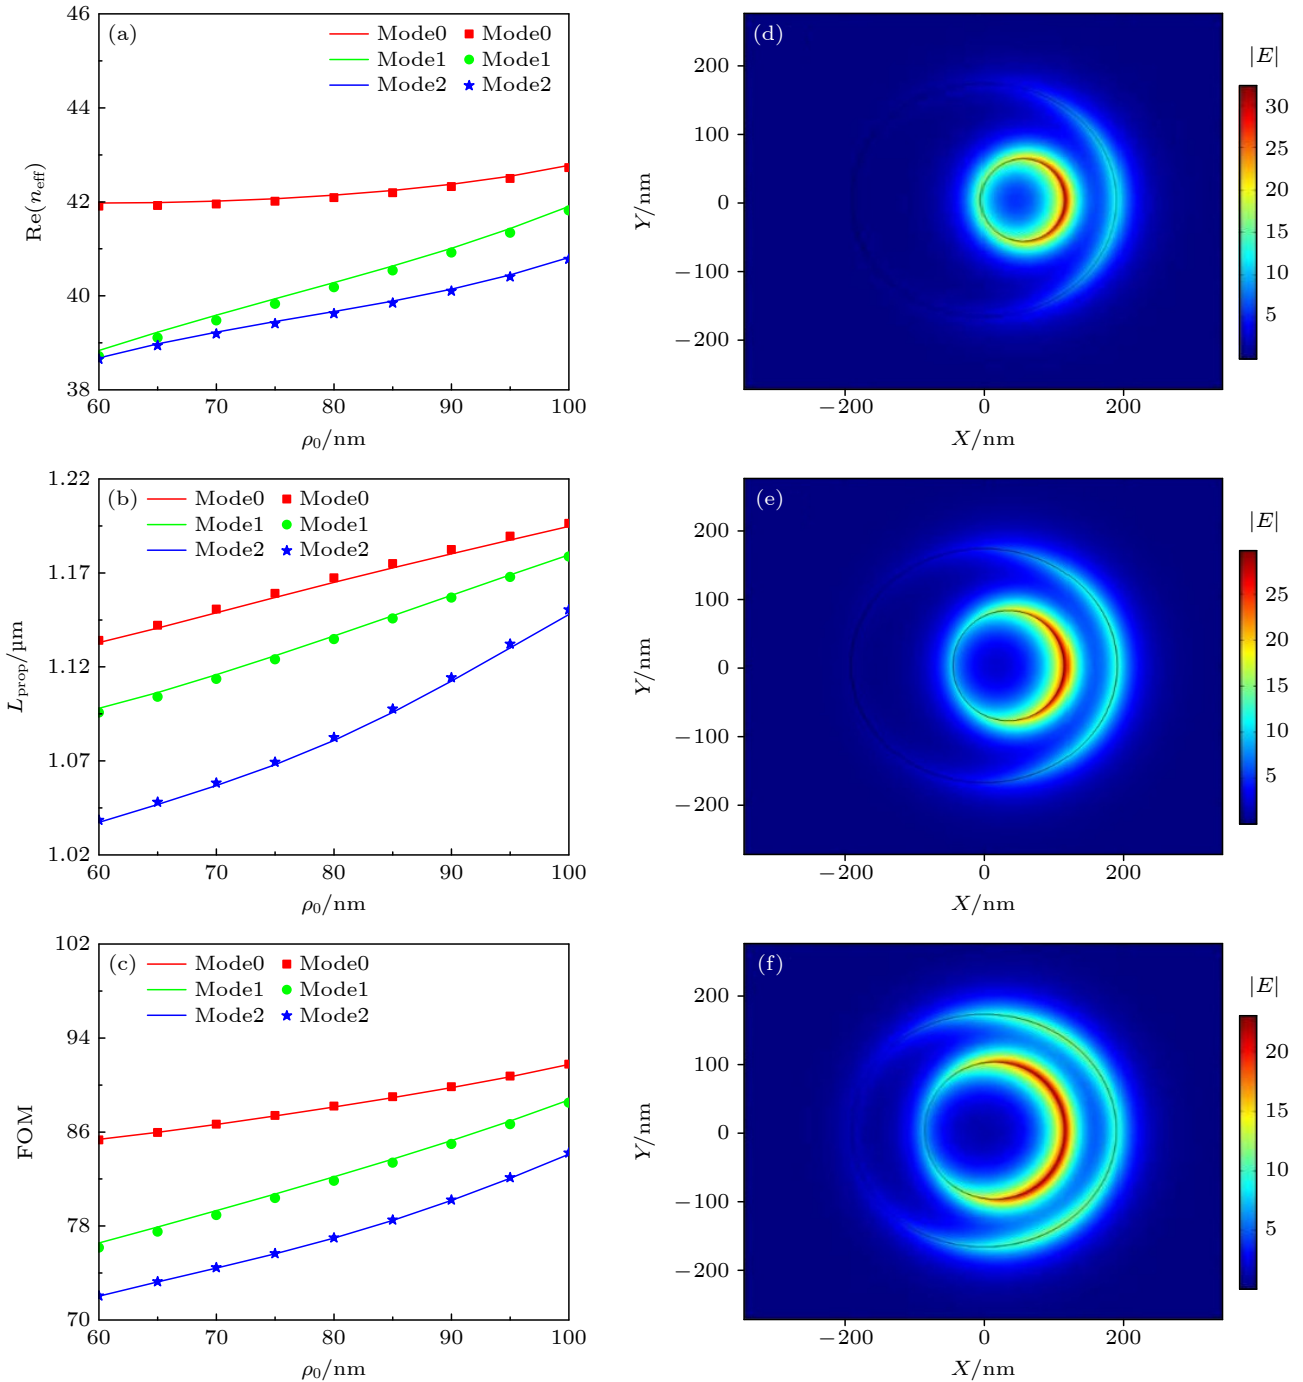 (a)
Mode0 Mode0
Mode1 Mode1
Mode2 Mode2
46
46
42
42
40
38
Re(n_eff)
60 70 80 90 100
ρ₀/nm
(d)
200
100
0
−100
−200
Y/nm
−200 0 200
X/nm
|E|
30
25
20
15
10
5
(b)
Mode0 Mode0
Mode1 Mode1
Mode2 Mode2
1.22
1.17
1.12
1.07
1.02
L_prop/µm
60 70 80 90 100
ρ₀/nm
(e)
200
100
0
−100
−200
Y/nm
−200 0 200
X/nm
|E|
25
20
15
10
5
(c)
Mode0 Mode0
Mode1 Mode1
Mode2 Mode2
102
94
86
78
70
FOM
60 70 80 90 100
ρ₀/nm
(f)
200
100
0
−100
−200
Y/nm
−200 0 200
X/nm
|E|
20
15
10
5